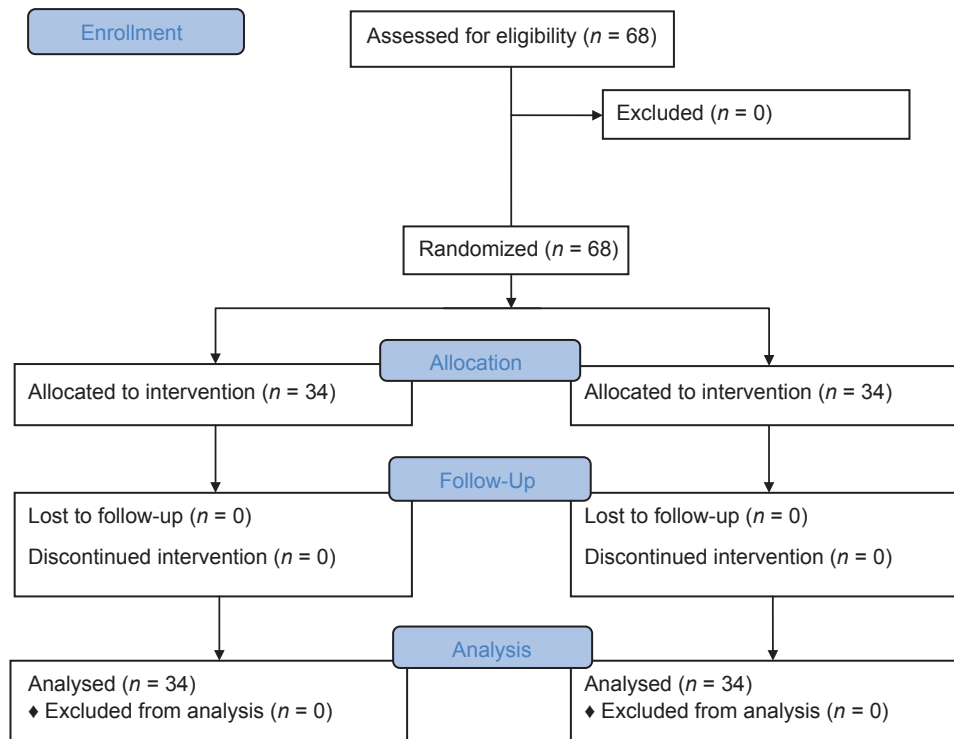 Enrollment
Assessed for eligibility (n = 68)
Excluded (n = 0)
Randomized (n = 68)
Allocation
Allocated to intervention (n = 34)
Allocated to intervention (n = 34)
Follow-Up
Lost to follow-up (n = 0)
Discontinued intervention (n = 0)
Lost to follow-up (n = 0)
Discontinued intervention (n = 0)
Analysis
Analysed (n = 34)
♦ Excluded from analysis (n = 0)
Analysed (n = 34)
♦ Excluded from analysis (n = 0)